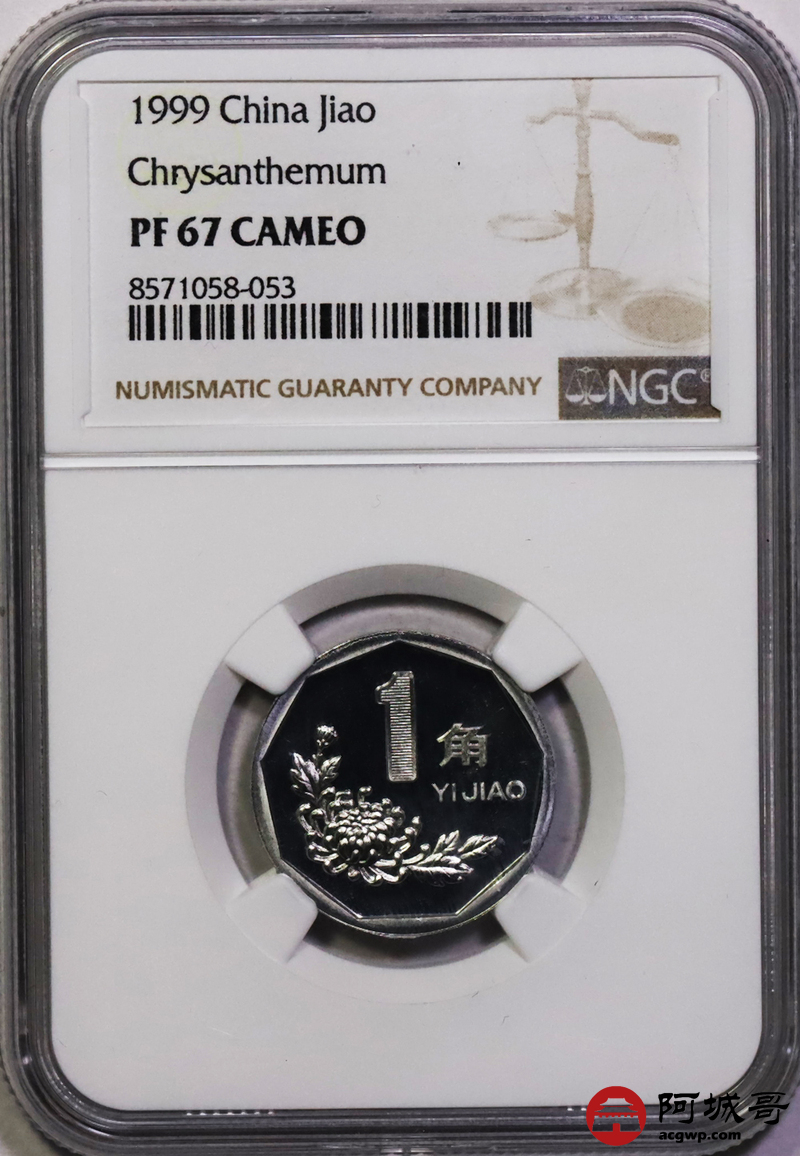 1999 China Jiao
Chrysanthemum
PF 67 CAMEO
8571058-053
NUMISMATIC GUARANTY COMPANY
NGC®
1角
YI JIAO
阿城哥
acgwp.com